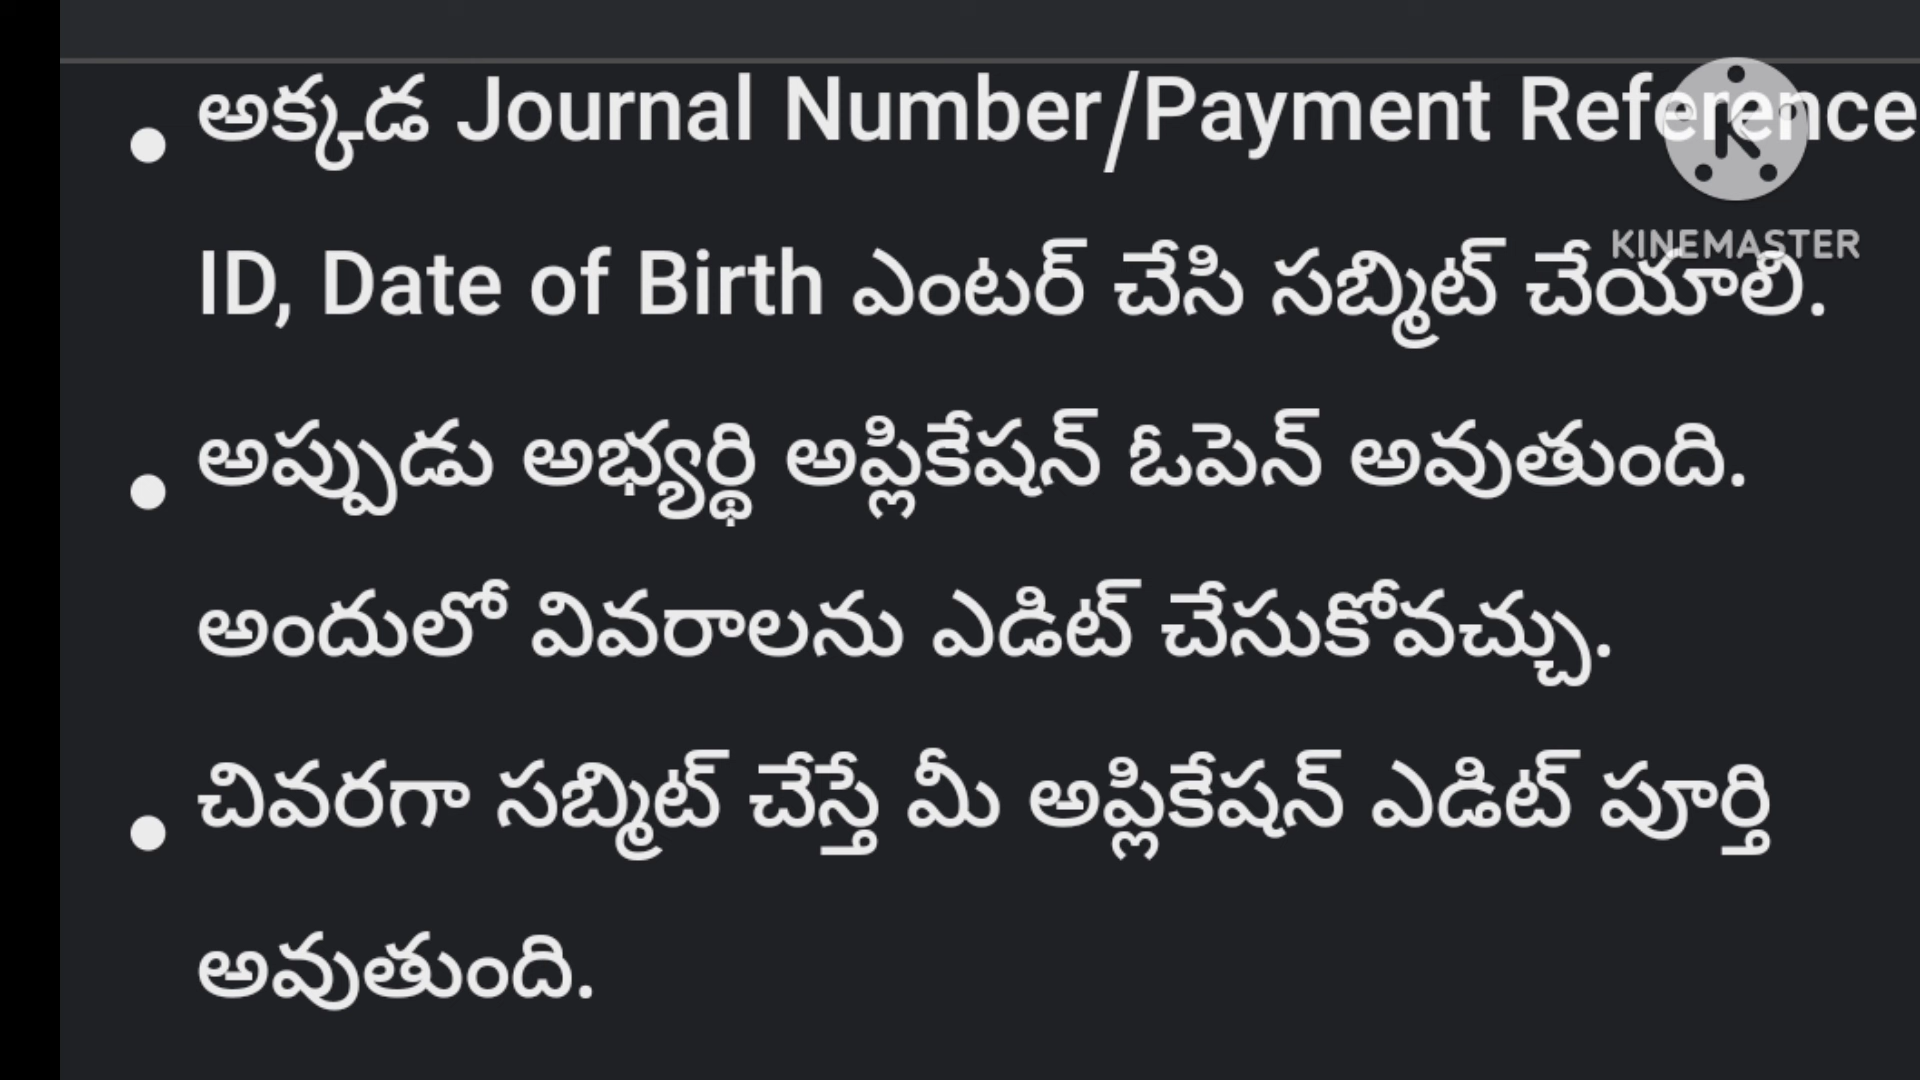 అక్కడ Journal Number/Payment Reference
KINEMASTER
ID, Date of Birth ఎంటర్ చేసి సబ్మిట్ చేయాలి.
అప్పుడు అభ్యర్థి అప్లికేషన్ ఓపెన్ అవుతుంది.
అందులో వివరాలను ఎడిట్ చేసుకోవచ్చు.
చివరగా సబ్మిట్ చేస్తే మీ అప్లికేషన్ ఎడిట్ పూర్తి
అవుతుంది.